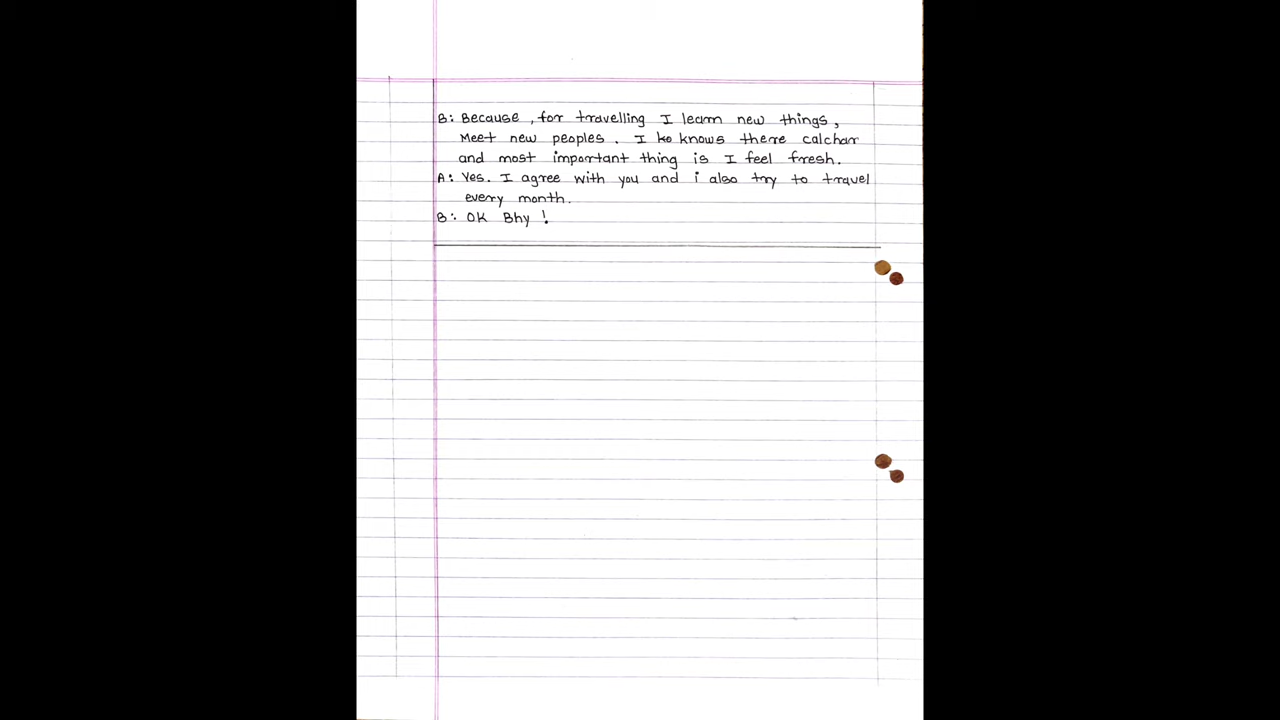 B: Because , for travelling I learn new things,
Meet new peoples . I ko knows there calchar
and most important thing is I feel fresh.
A: Yes. I agree with you and i also try to travel
every month.
B: OK Bhy !